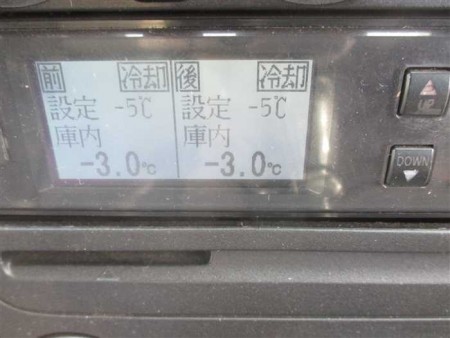 前 冷却 後 冷却
設定 -5℃ 設定 -5℃
庫内 庫内
-3.0℃ -3.0℃
UP
DOWN